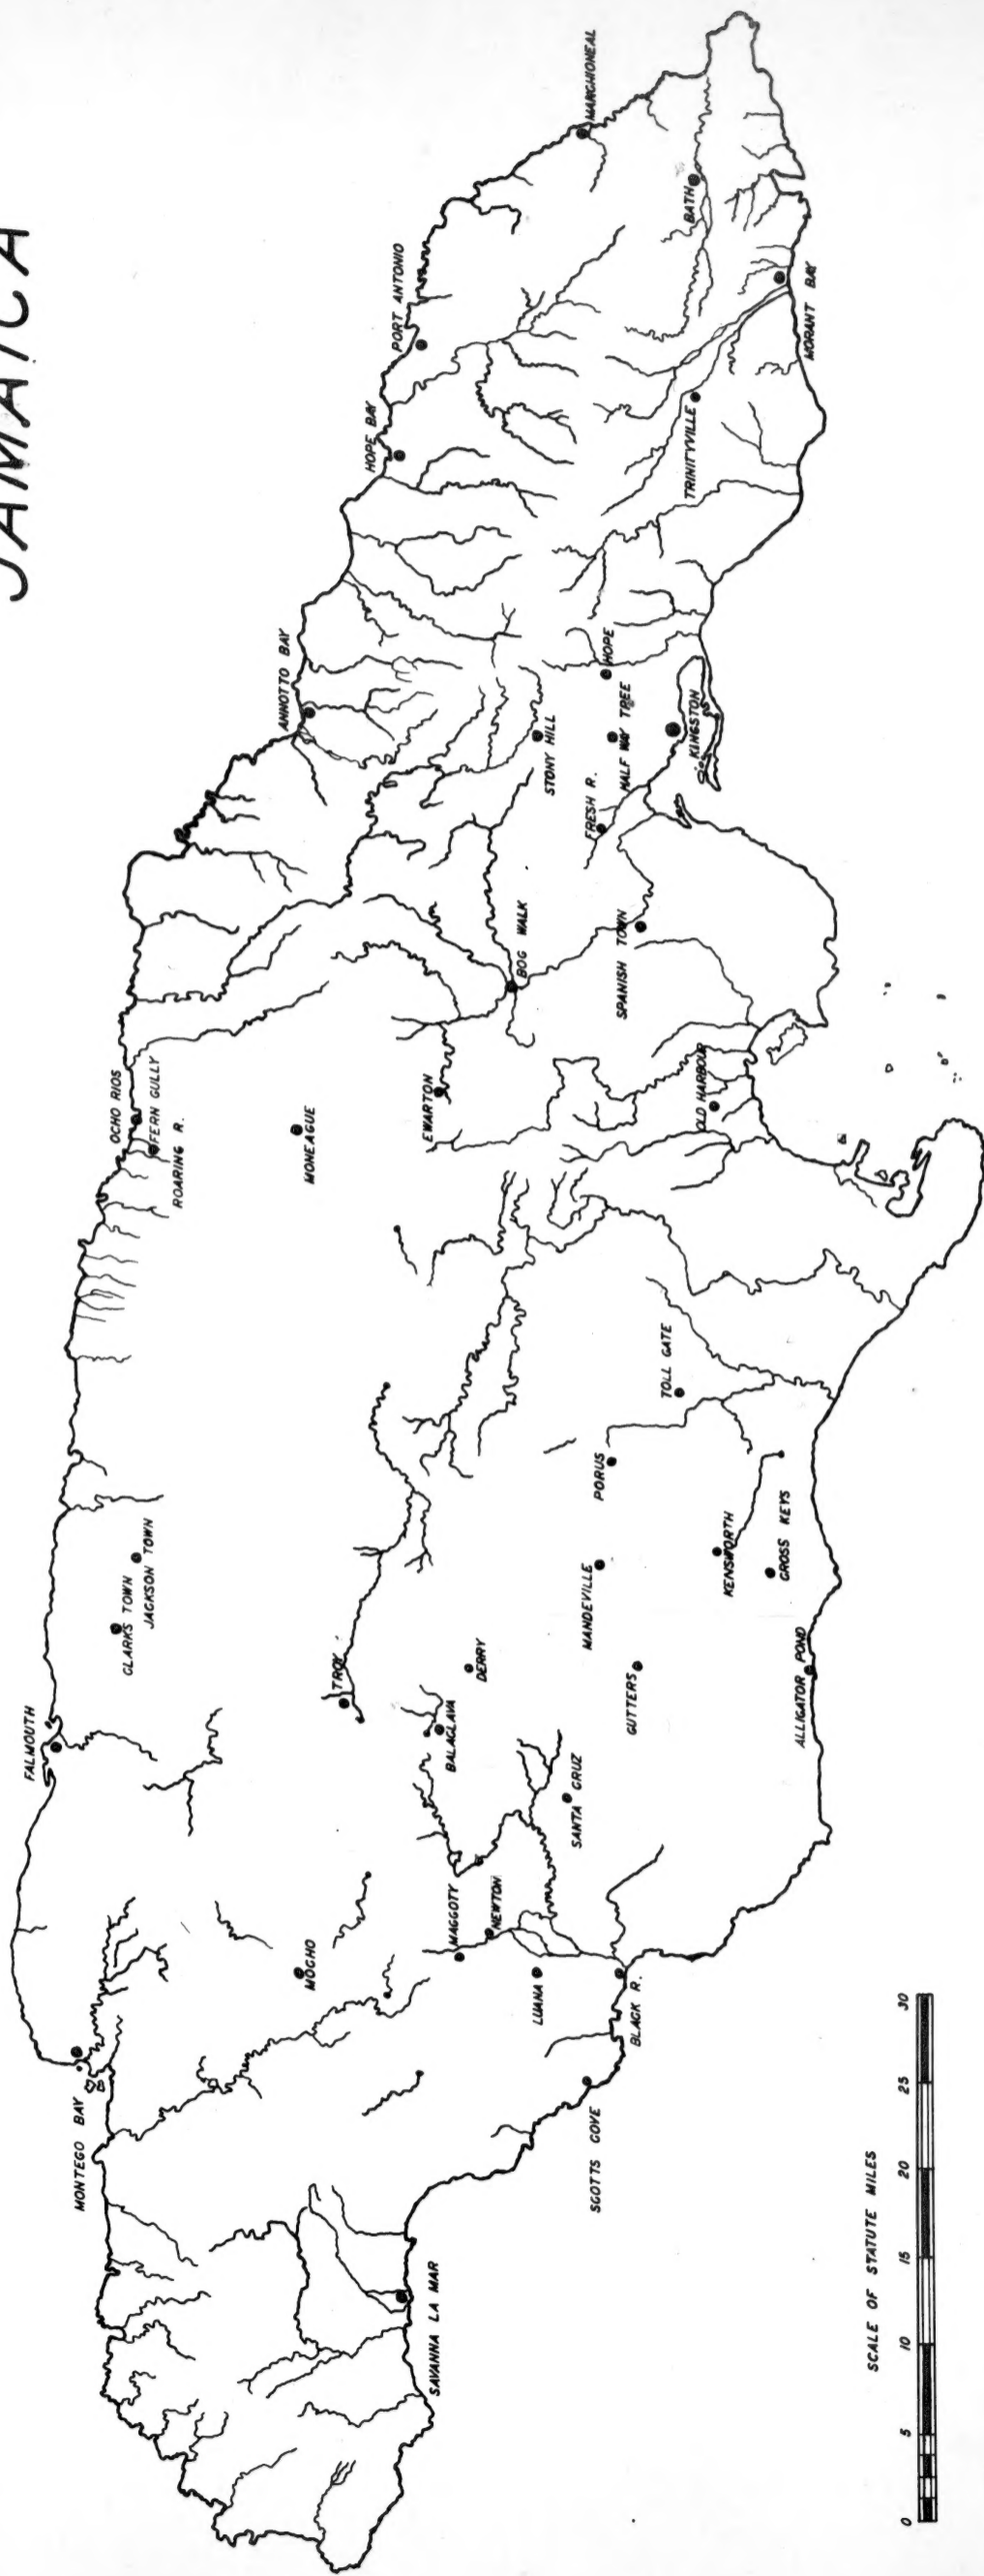 JAMAICA
MONTEGO BAY
FALMOUTH
CLARKS TOWN
JACKSON TOWN
OCHO RIOS
FERN GULLY
ROARING R.
ANNOTTO BAY
HOPE BAY
PORT ANTONIO
MANCHIONEAL
SAVANNA LA MAR
MOCHO
TROY
MONEAGUE
MAGGOTY
NEWTON
BALACLAVA
DERRY
EWARTON
BOG WALK
STONY HILL
HOPE
HALF WAY TREE
FRESH R.
KINGSTON
SPANISH TOWN
TRINITYVILLE
BATH
MORANT BAY
LUANA
SANTA CRUZ
SCOTTS COVE
BLACK R.
GUTTERS
MANDEVILLE
PORUS
TOLL GATE
OLD HARBOUR
KENSWORTH
CROSS KEYS
ALLIGATOR POND
SCALE OF STATUTE MILES
0 5 10 15 20 25 30